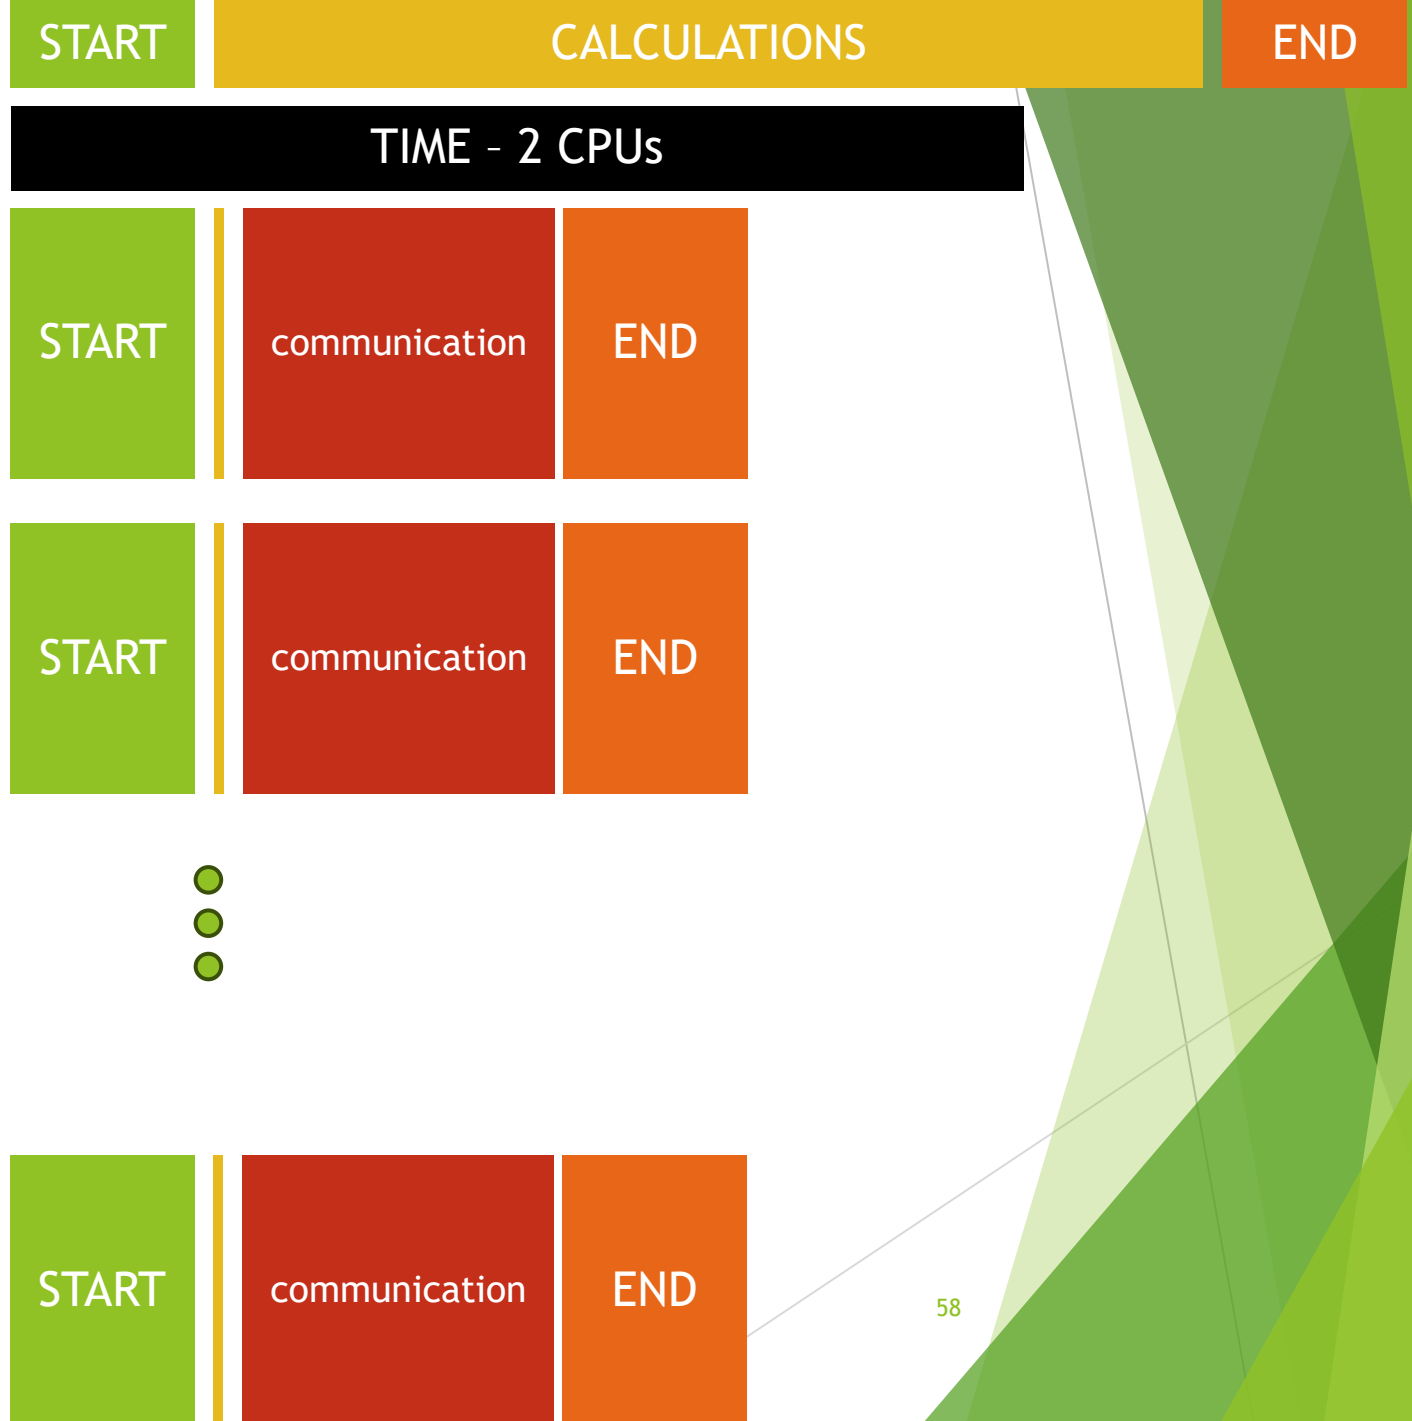 START CALCULATIONS END
TIME – 2 CPUs
START communication END
START communication END
START communication END
58